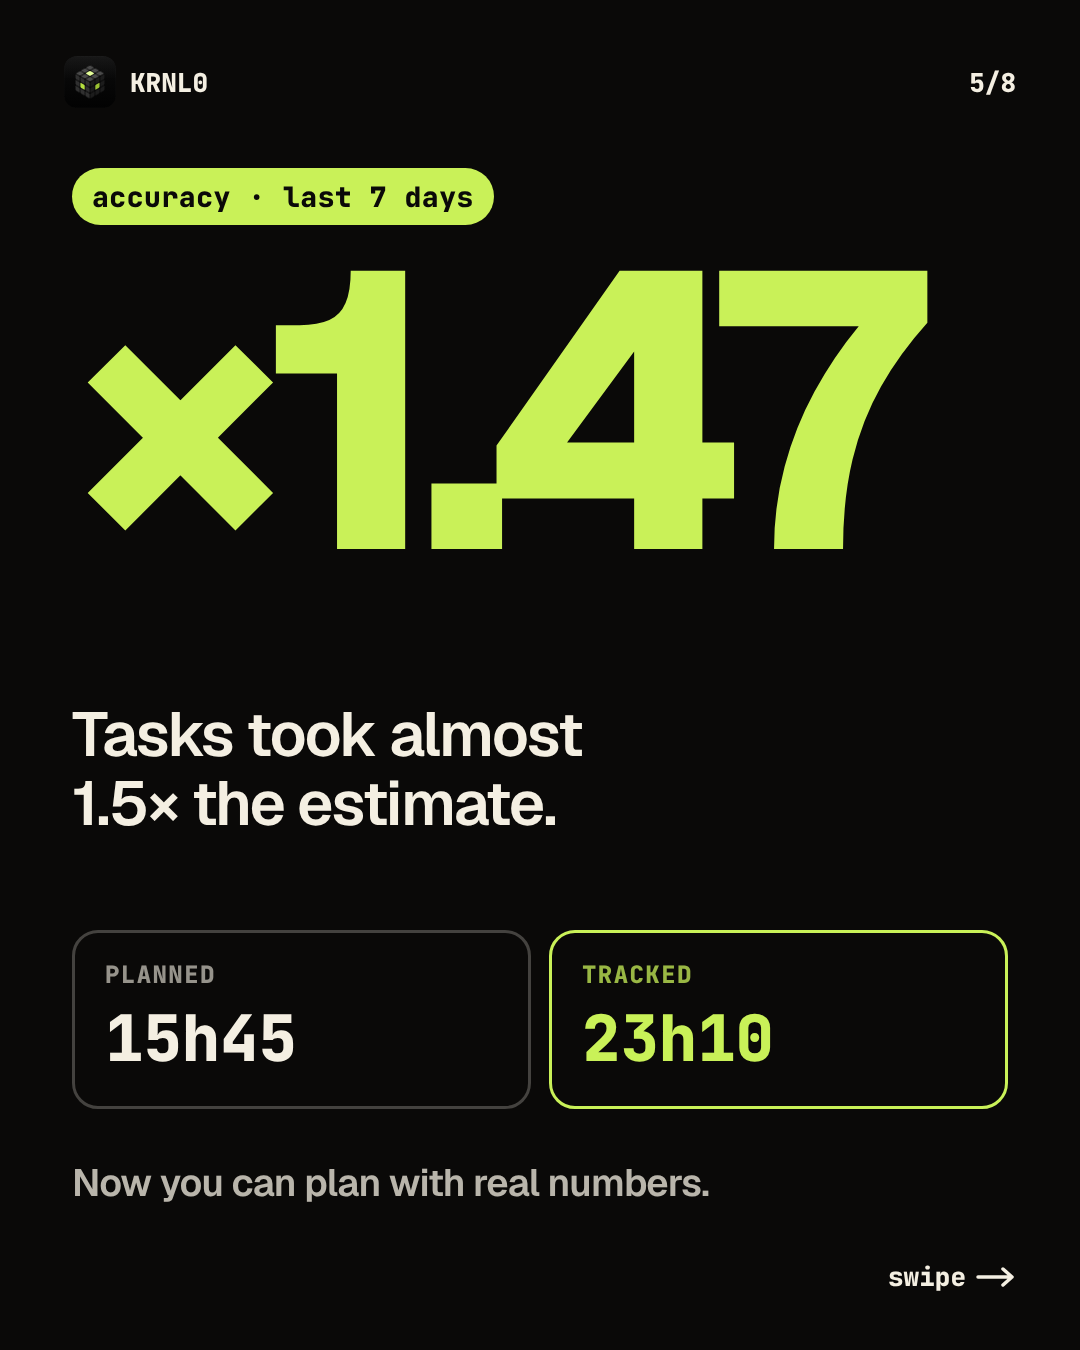 KRNL0
5/8
accuracy · last 7 days
×1.47
Tasks took almost
1.5× the estimate.
PLANNED
15h45
TRACKED
23h10
Now you can plan with real numbers.
swipe →